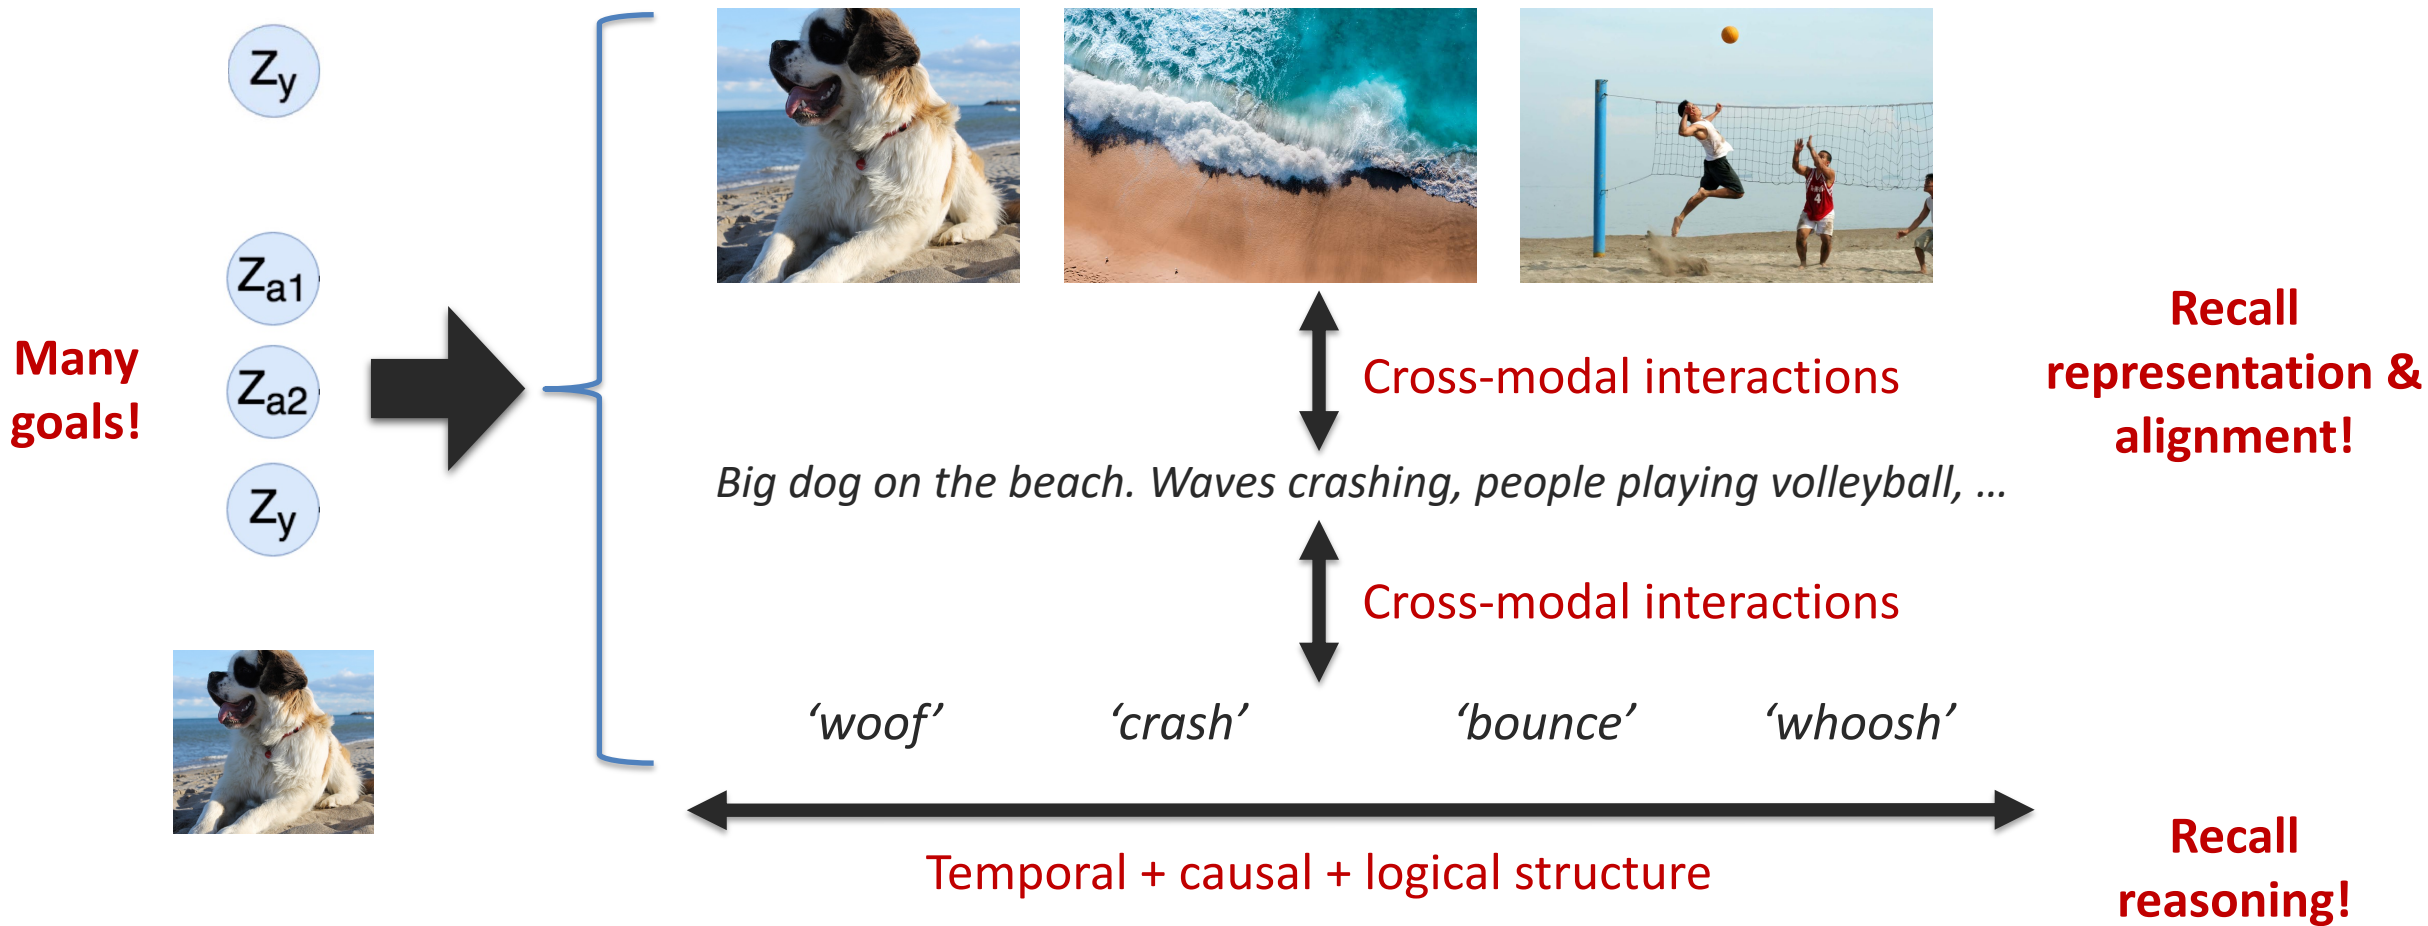 Zy
Za1
Za2
Zy
Many
goals!
Cross-modal interactions
Big dog on the beach. Waves crashing, people playing volleyball, ...
Cross-modal interactions
‘woof’ ‘crash’ ‘bounce’ ‘whoosh’
Temporal + causal + logical structure
Recall
representation &
alignment!
Recall
reasoning!
4